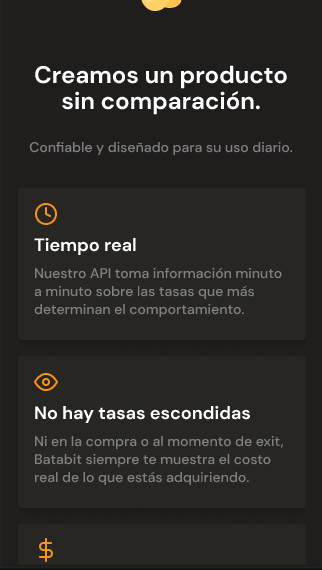 Creamos un producto
sin comparación.
Confiable y diseñado para su uso diario.
Tiempo real
Nuestro API toma información minuto
a minuto sobre las tasas que más
determinan el comportamiento.
No hay tasas escondidas
Ni en la compra o al momento de exit,
Batabit siempre te muestra el costo
real de lo que estás adquiriendo.